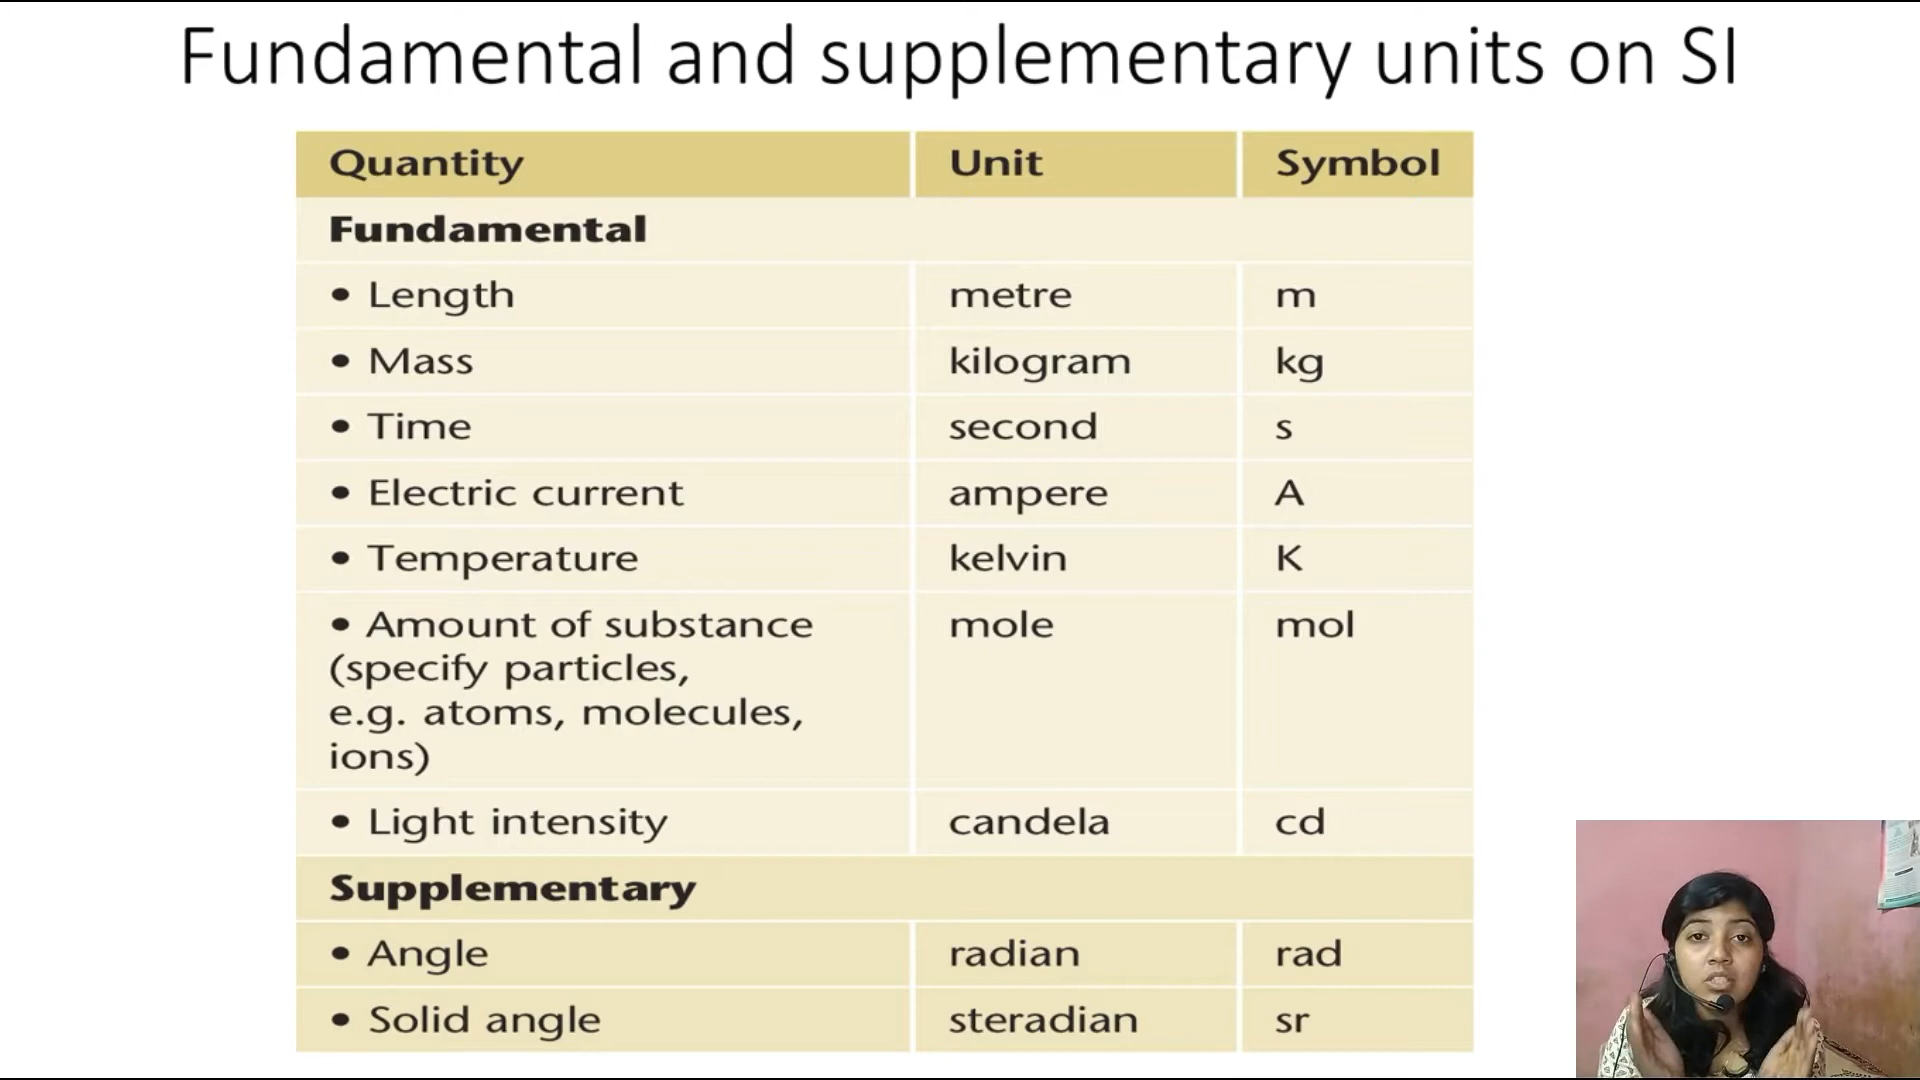 Fundamental and supplementary units on SI
Quantity Unit Symbol
Fundamental
• Length metre m
• Mass kilogram kg
• Time second s
• Electric current ampere A
• Temperature kelvin K
• Amount of substance mole mol
(specify particles,
e.g. atoms, molecules,
ions)
• Light intensity candela cd
Supplementary
• Angle radian rad
• Solid angle steradian sr